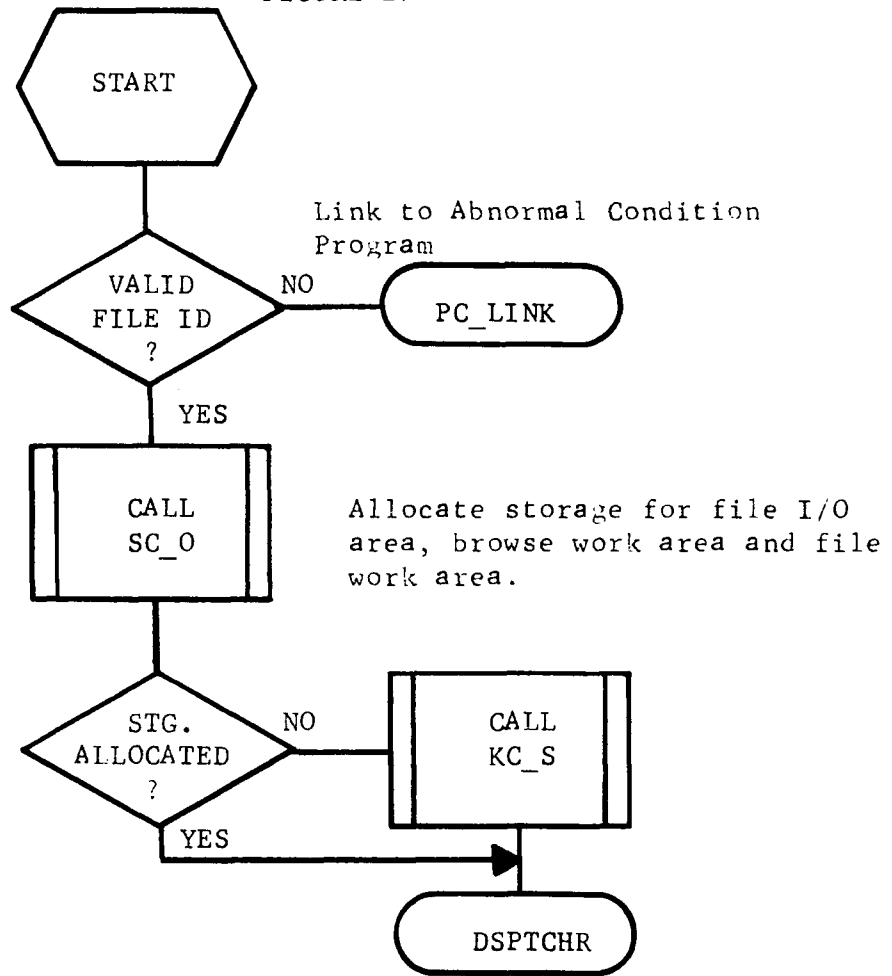 START
Link to Abnormal Condition
Program
VALID
FILE ID
?
NO
PC_LINK
YES
CALL
SC_O
Allocate storage for file I/O
area, browse work area and file
work area.
STG.
ALLOCATED
?
NO
CALL
KC_S
YES
DSPTCHR